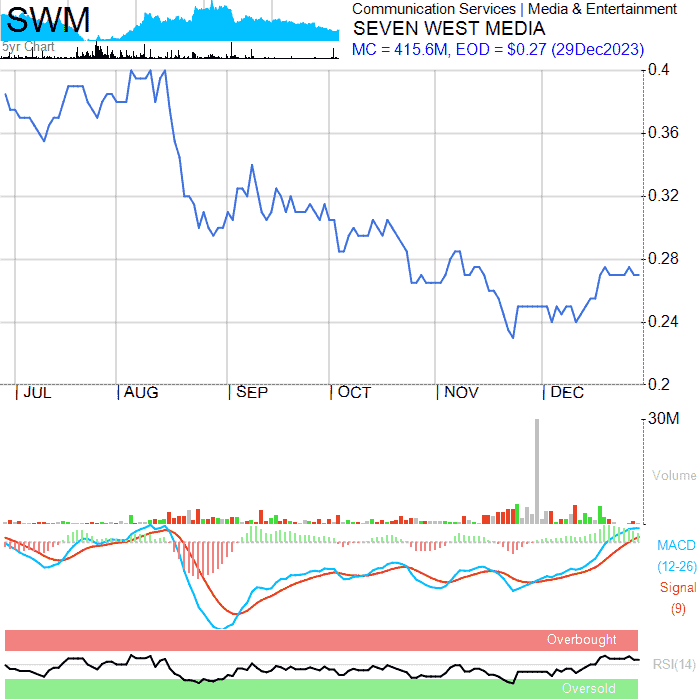 SWM
5yr Chart
Communication Services | Media & Entertainment
SEVEN WEST MEDIA
MC = 415.6M, EOD = $0.27 (29Dec2023)
0.4
0.36
0.32
0.28
0.24
0.2
JUL AUG SEP OCT NOV DEC
30M
Volume
MACD
(12-26)
Signal
(9)
Overbought
RSI(14)
Oversold